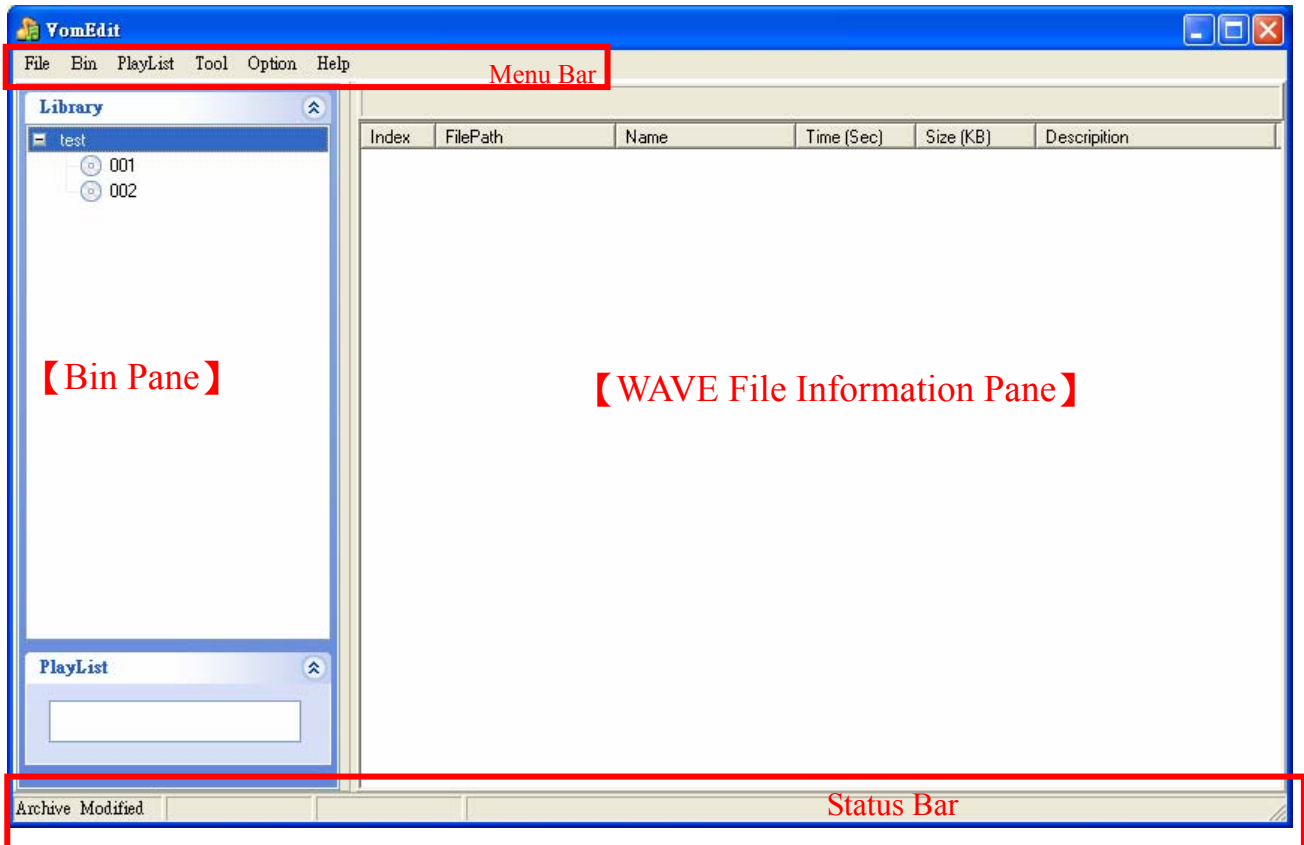 VomEdit
File Bin PlayList Tool Option Help
Menu Bar
Library
Index FilePath Name Time (Sec) Size (KB) Descripition
test
001
002
【Bin Pane】
【WAVE File Information Pane】
PlayList
Archive Modified
Status Bar